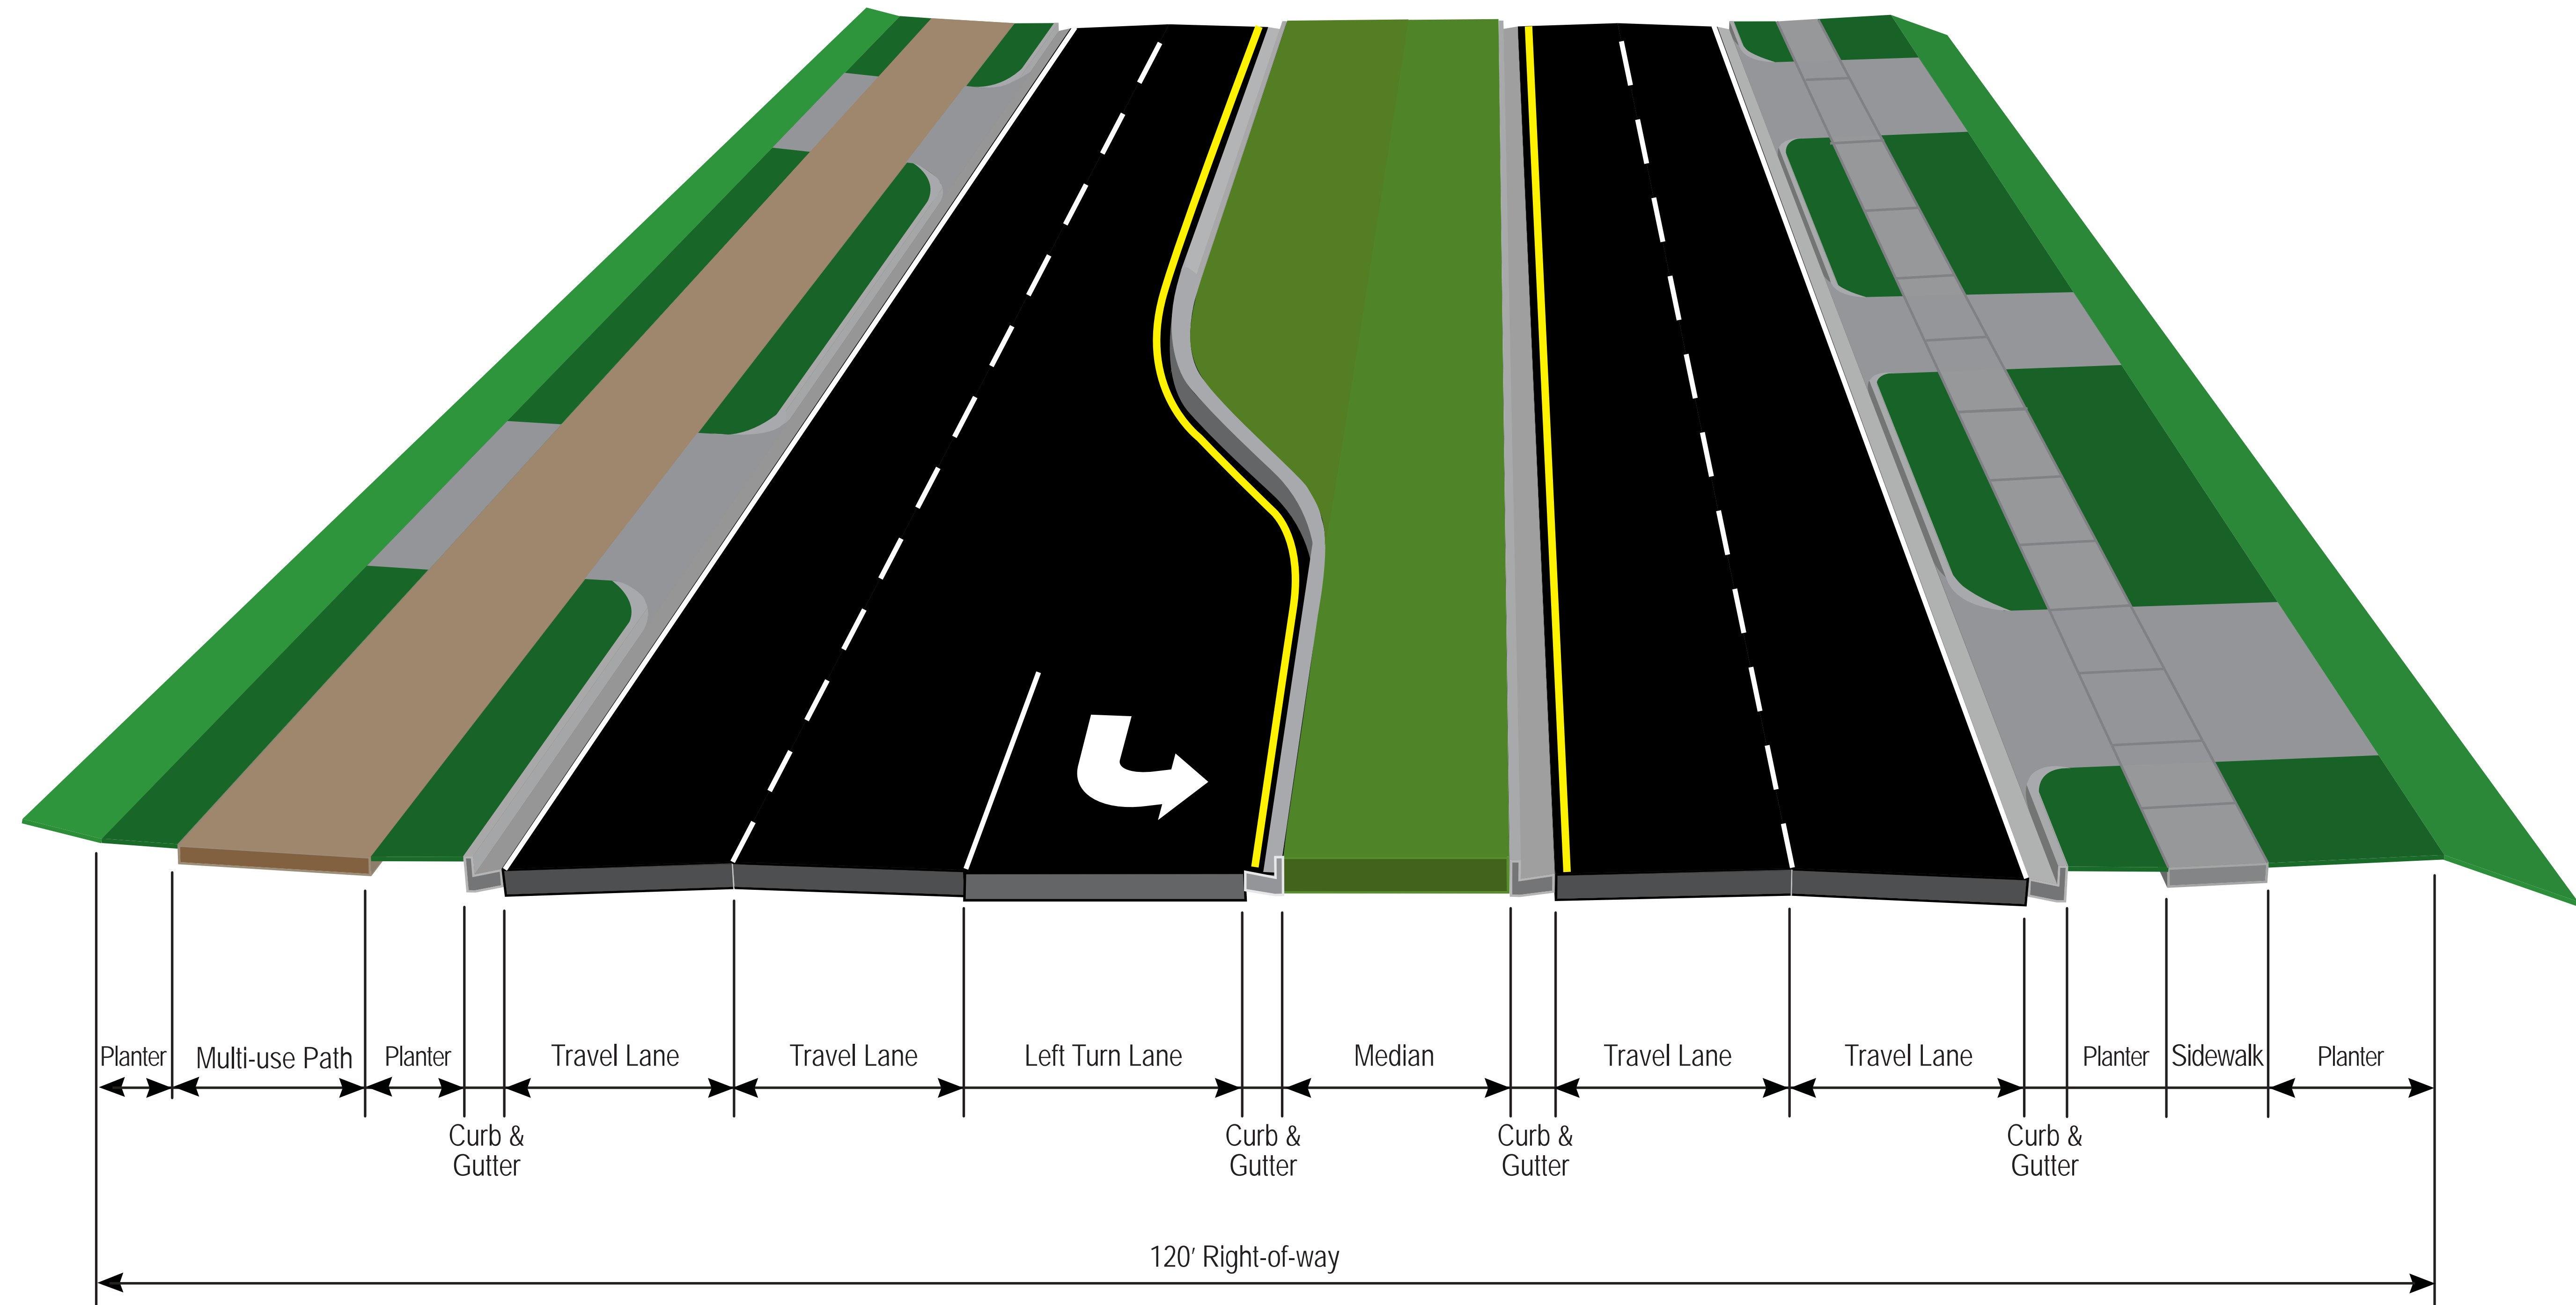 Planter
Multi-use Path
Planter
Travel Lane
Travel Lane
Left Turn Lane
Median
Travel Lane
Travel Lane
Planter
Sidewalk
Planter
Curb &
Gutter
Curb &
Gutter
Curb &
Gutter
Curb &
Gutter
120' Right-of-way